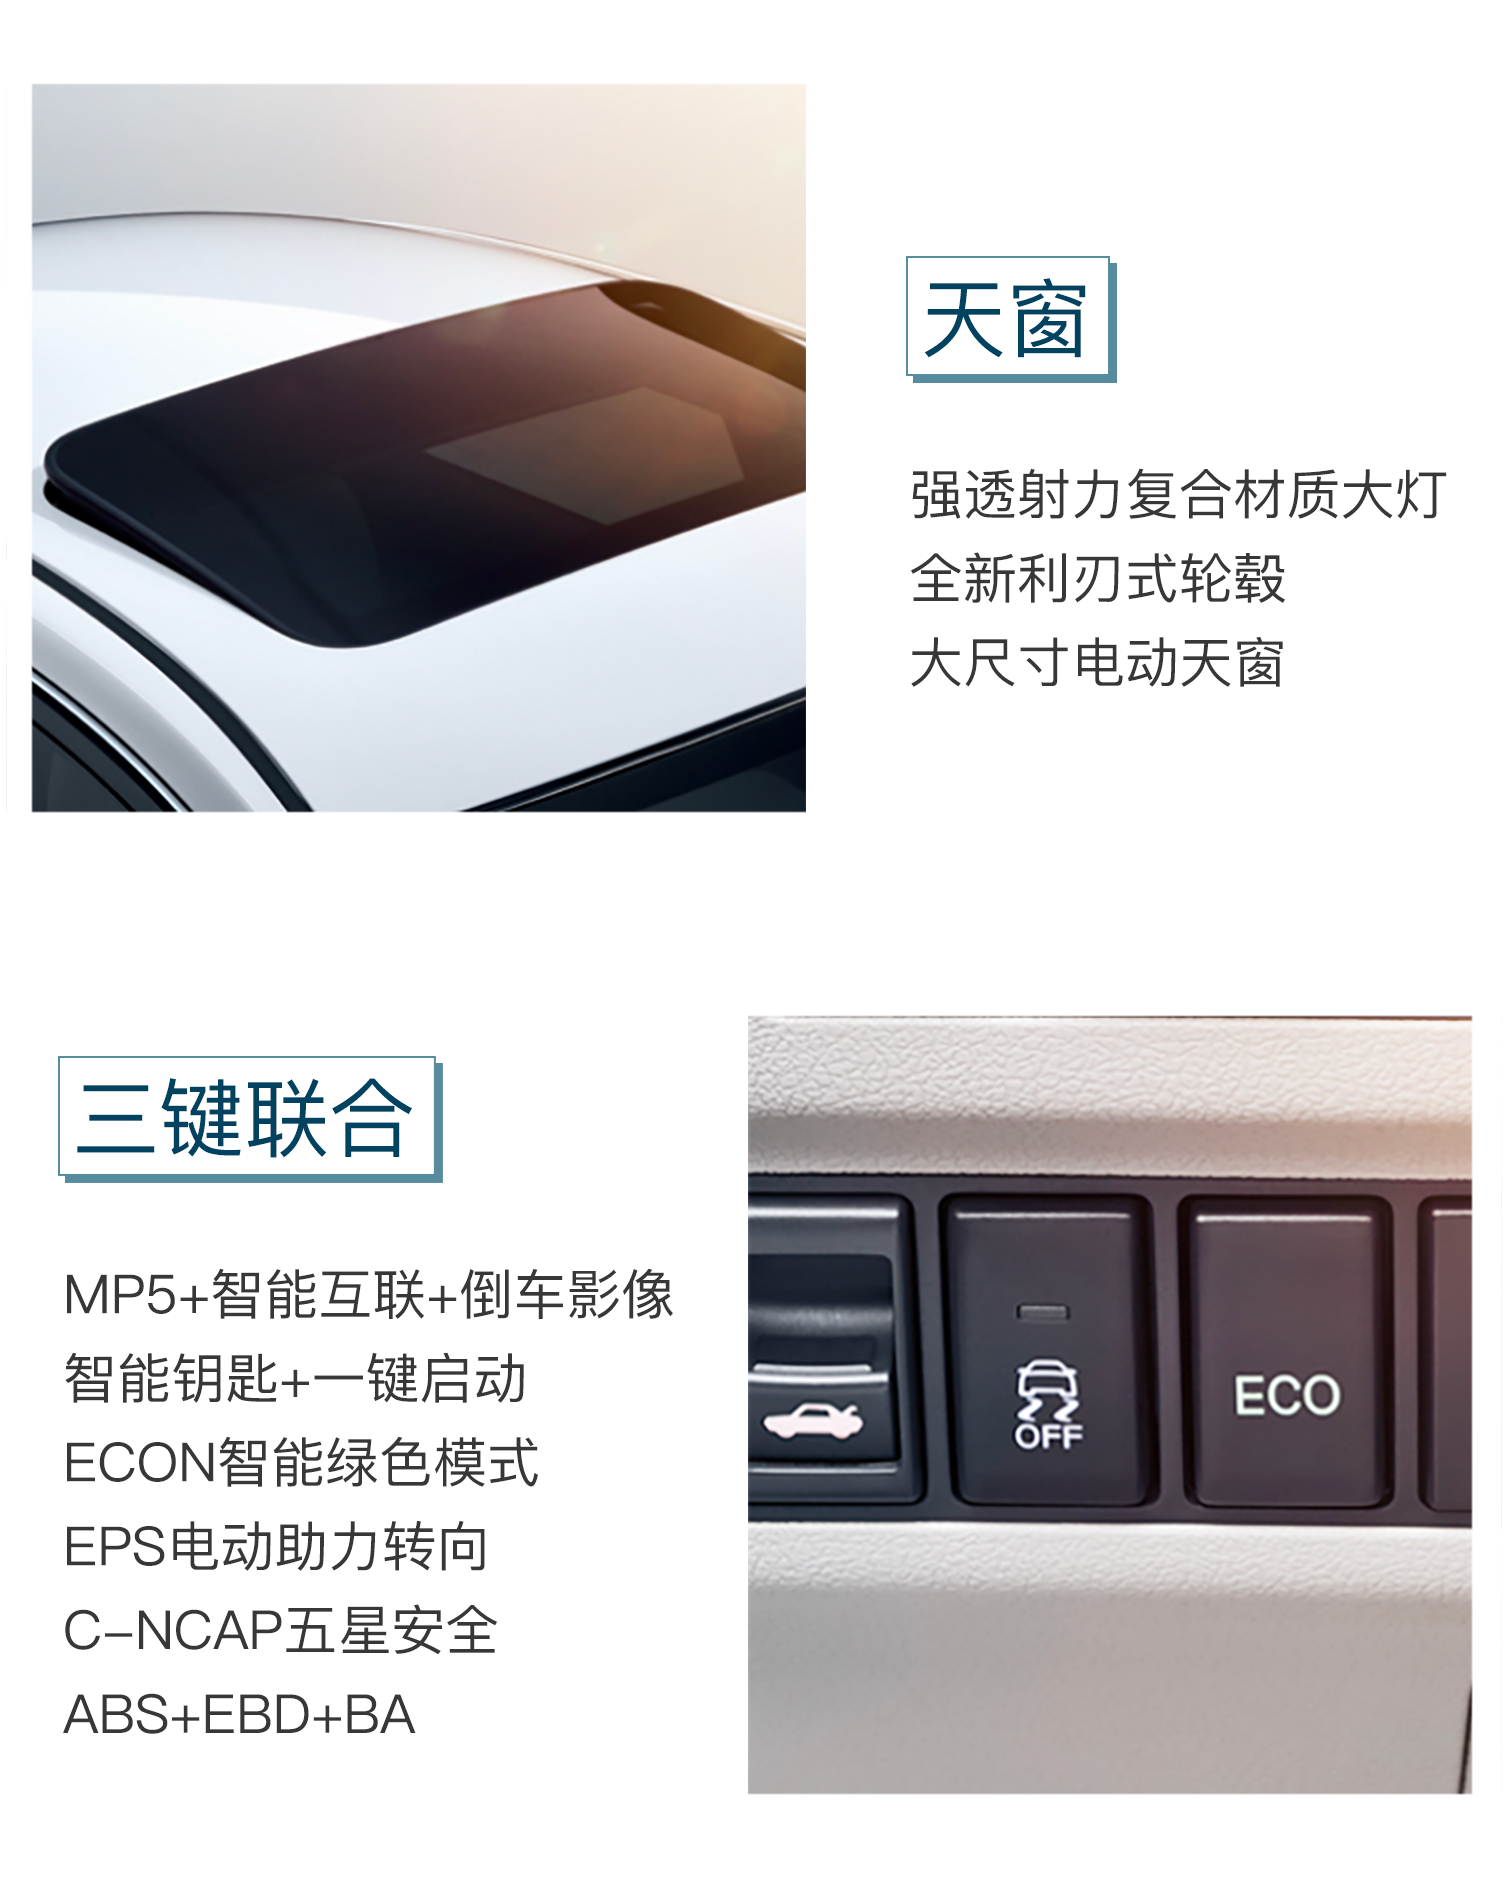 天窗
强透射力复合材质大灯
全新利刃式轮毂
大尺寸电动天窗
三键联合
MP5+智能互联+倒车影像
智能钥匙+一键启动
ECON智能绿色模式
EPS电动助力转向
C-NCAP五星安全
ABS+EBD+BA
OFF
ECO